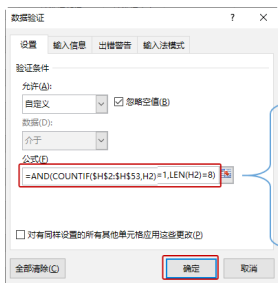 数据验证 ? ×
设置 输入信息 出错警告 输入法模式
验证条件
允许(A):
自定义 忽略空值(B)
数据(D):
介于
公式(F)
=AND(COUNTIF($H$2:$H$53,H2)=1,LEN(H2)=8)
对有同样设置的所有其他单元格应用这些更改(P)
全部清除(C) 确定 取消